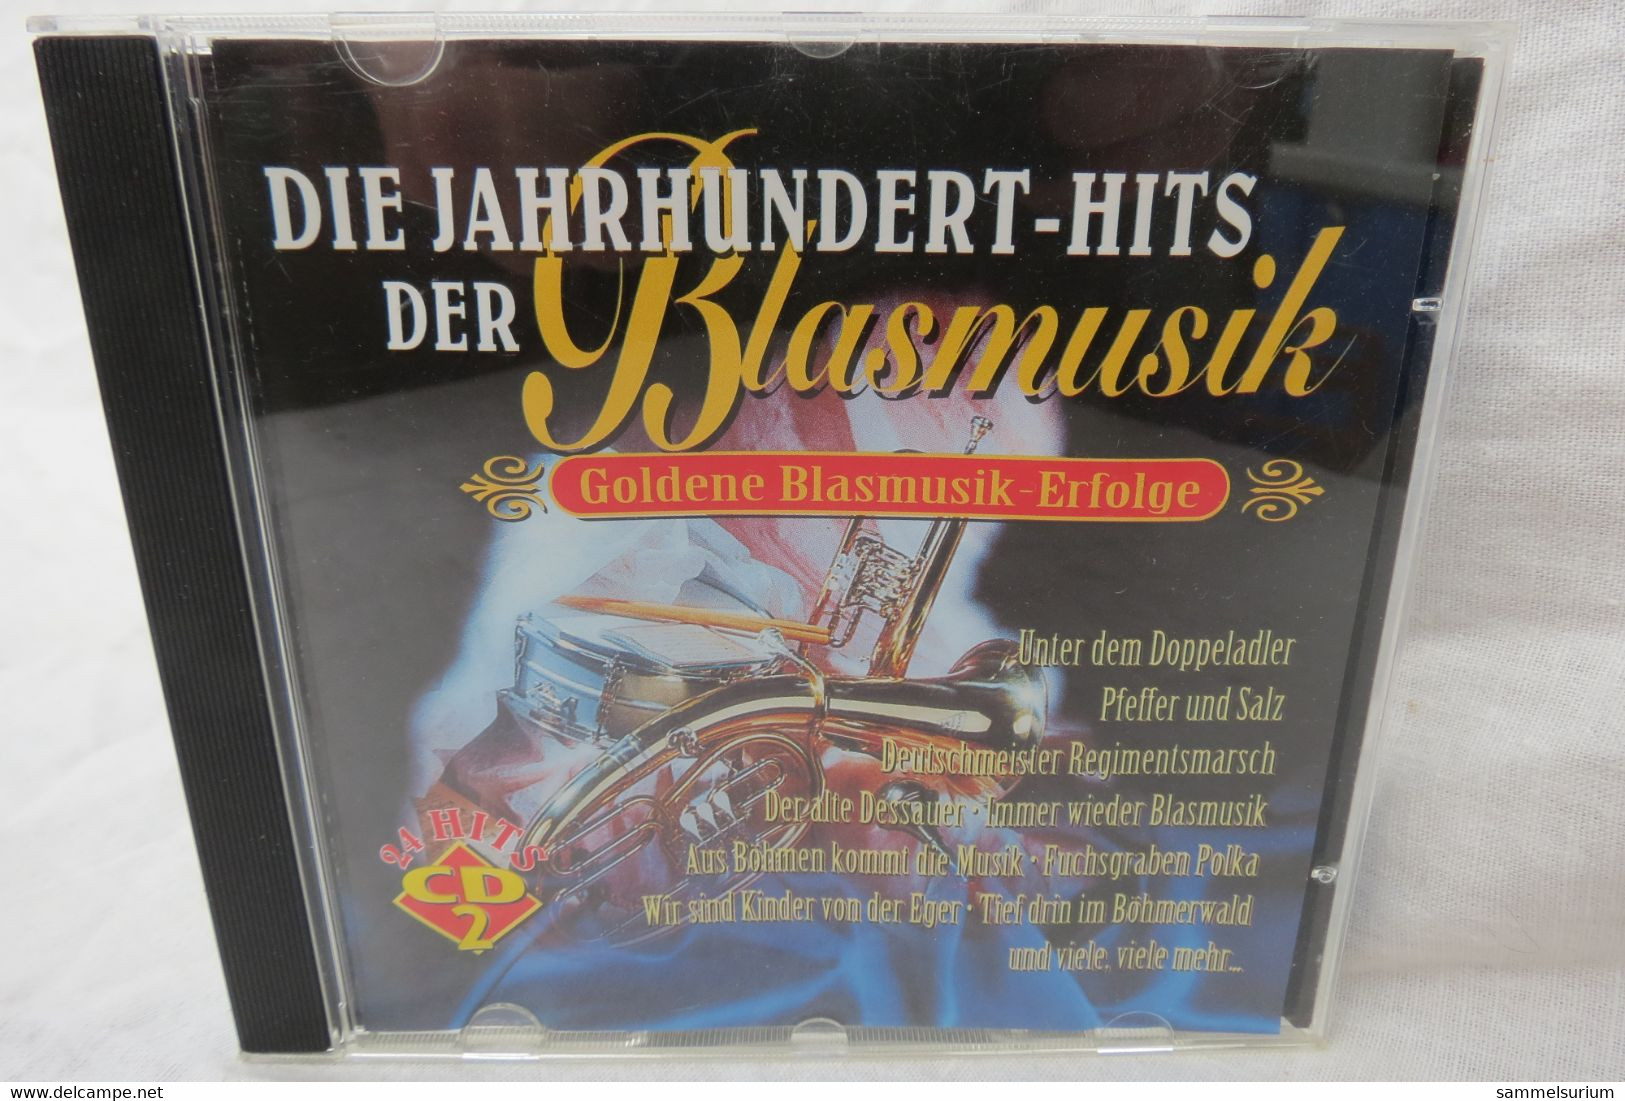 DIE JAHRHUNDERT-HITS
DER Blasmusik
Goldene Blasmusik-Erfolge
Unter dem Doppeladler
Pfeffer und Salz
Deutschmeister Regimentsmarsch
Der alte Dessauer · Immer wieder Blasmusik
Aus Böhmen kommt die Musik · Fuchsgraben Polka
Wir sind Kinder von der Eger · Tief drin im Böhmerwald
und viele, viele mehr...
24 HITS
CD
2
© delcampe.net
sammelsurium